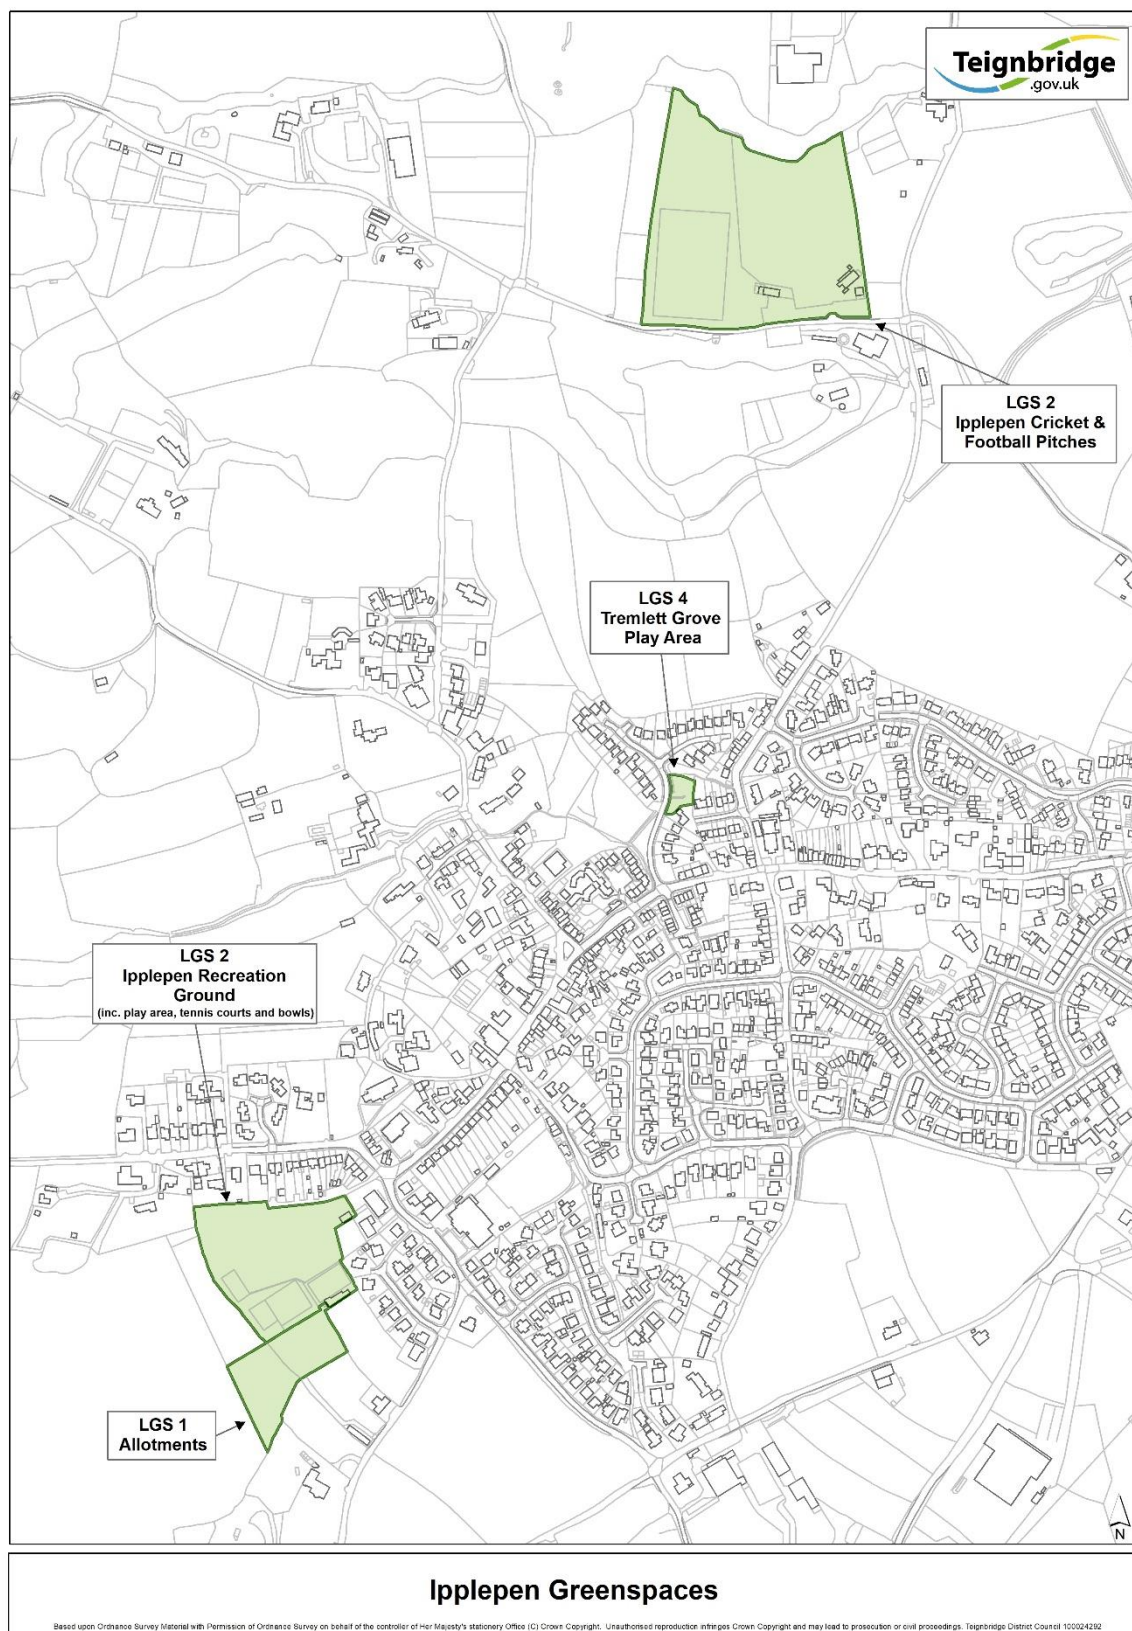 Teignbridge
.gov.uk
LGS 2
Ipplepen Cricket &
Football Pitches
LGS 4
Tremlett Grove
Play Area
LGS 2
Ipplepen Recreation
Ground
(inc. play area, tennis courts and bowls)
LGS 1
Allotments
N
Ipplepen Greenspaces
Based upon Ordnance Survey Material with Permission of Ordnance Survey on behalf of the controller of Her Majesty's stationery Office (C) Crown Copyright. Unauthorised reproduction infringes Crown Copyright and may lead to prosecution or civil proceedings. Teignbridge District Council 100024292